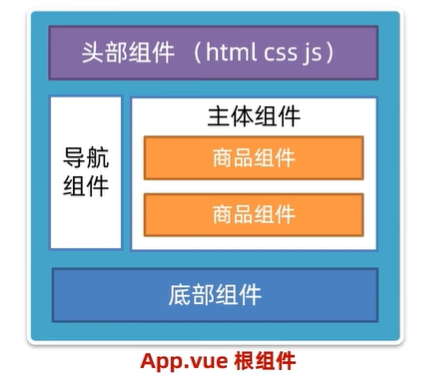 头部组件 （html css js）
导航
组件
主体组件
商品组件
商品组件
底部组件
App.vue 根组件